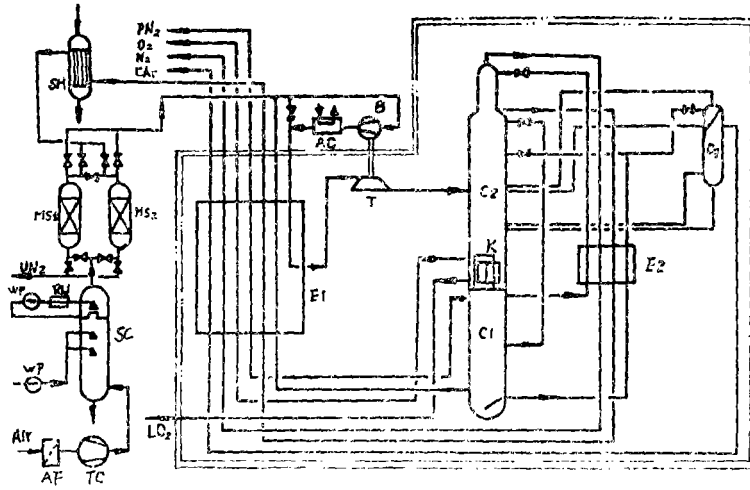 PN₂
O₂
N₂
CAr
SH
B
AC
T
C₂
MS₁
MS₂
K
E1
E2
UN₂
WP
SC
C1
WP
LO₂
Air
AF
TC